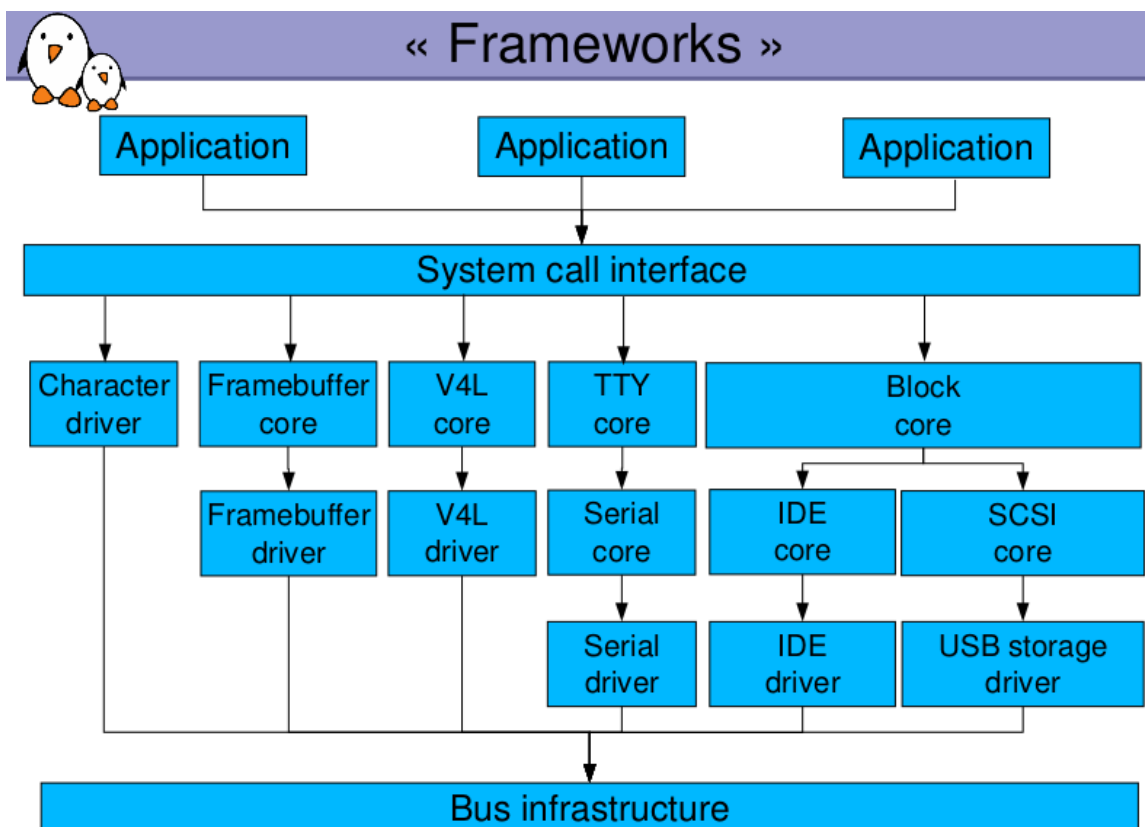 « Frameworks »
Application
Application
Application
System call interface
Character
driver
Framebuffer
core
V4L
core
TTY
core
Block
core
Framebuffer
driver
V4L
driver
Serial
core
IDE
core
SCSI
core
Serial
driver
IDE
driver
USB storage
driver
Bus infrastructure